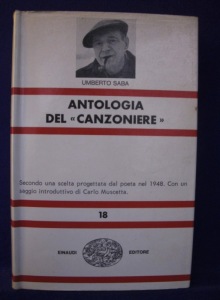 UMBERTO SABA
ANTOLOGIA
DEL «CANZONIERE»
Secondo una scelta progettata dal poeta nel 1948. Con un
saggio introduttivo di Carlo Muscetta.
18
EINAUDI EDITORE